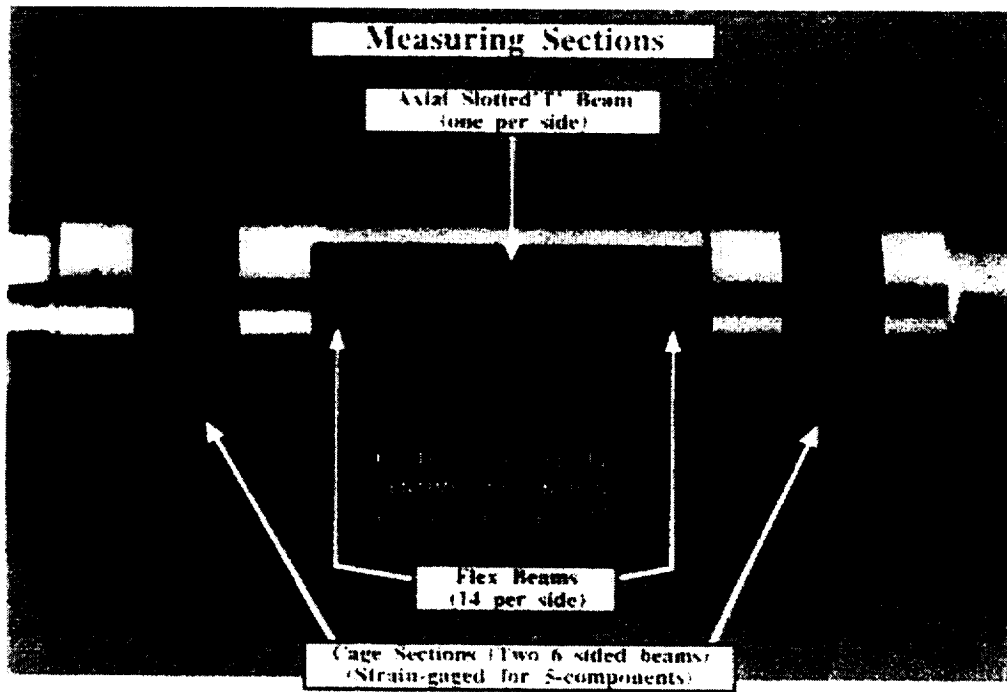 Measuring Sections
Axial Slotted 'T' Beam
(one per side)
Flex Beams
(14 per side)
Cage Sections (Two 6 sided beams)
(Strain-gaged for 5-components)